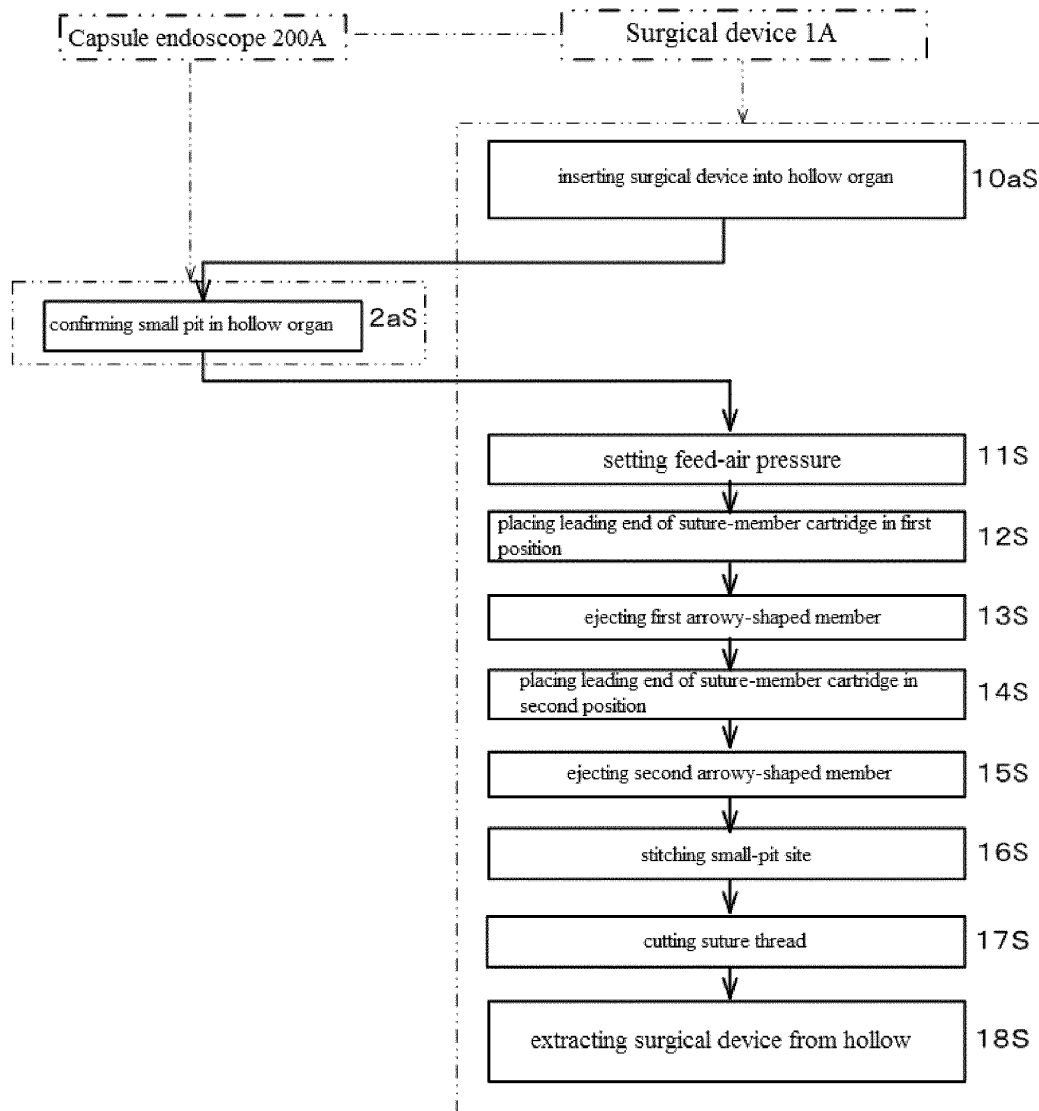 Capsule endoscope 200A
Surgical device 1A
inserting surgical device into hollow organ
10aS
confirming small pit in hollow organ
2aS
setting feed-air pressure
11S
placing leading end of suture-member cartridge in first
position
12S
ejecting first arrowy-shaped member
13S
placing leading end of suture-member cartridge in
second position
14S
ejecting second arrowy-shaped member
15S
stitching small-pit site
16S
cutting suture thread
17S
extracting surgical device from hollow
18S